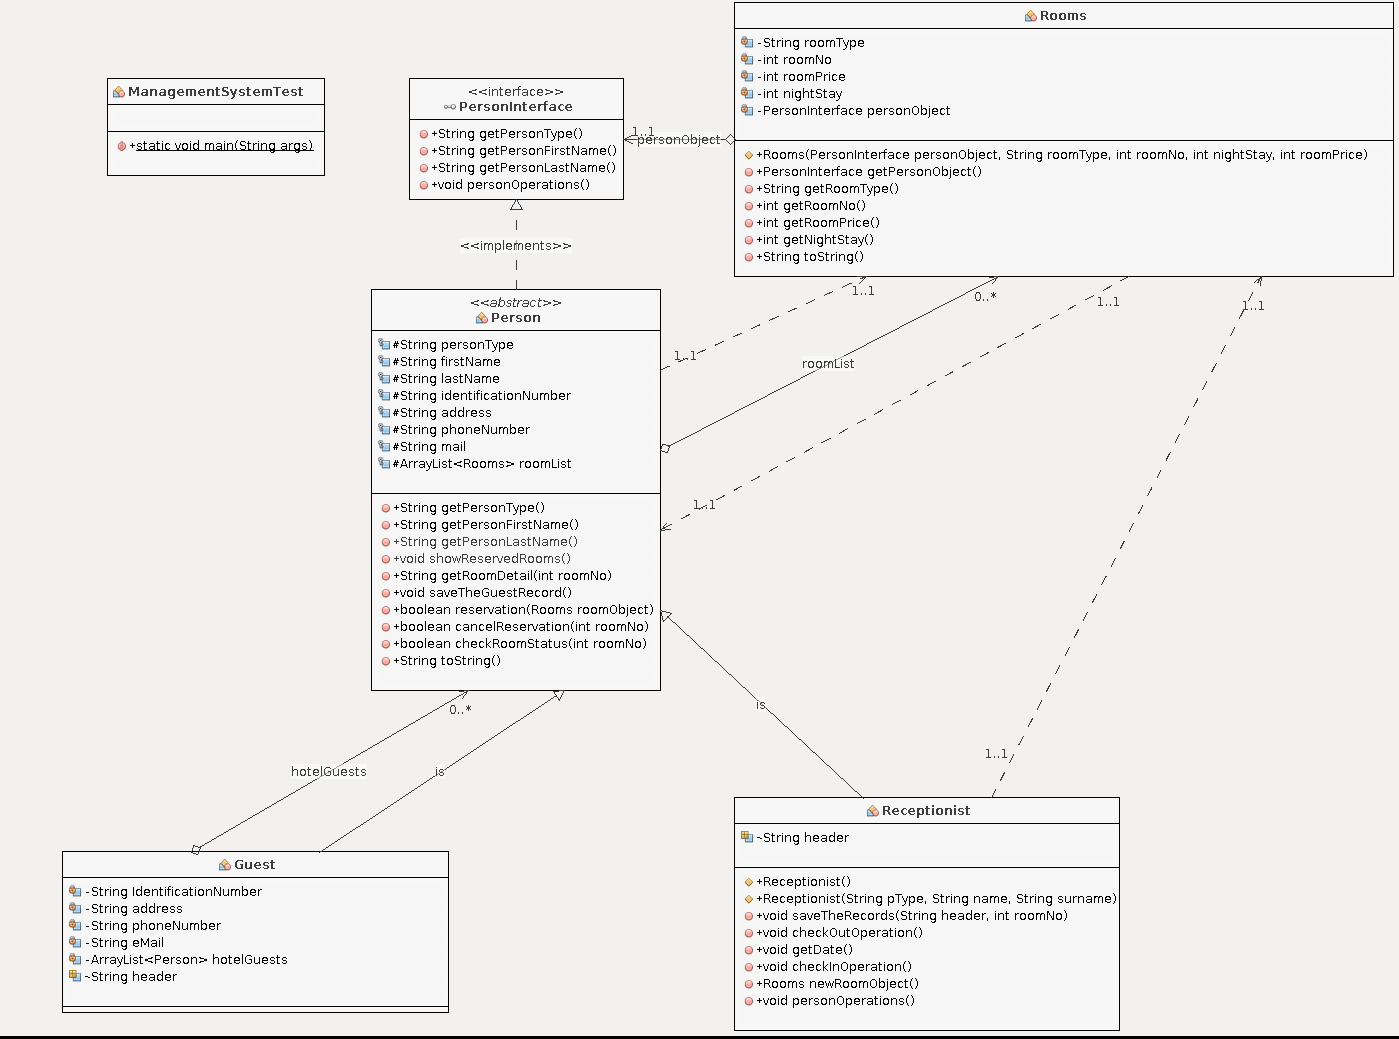 Rooms
-String roomType
-int roomNo
-int roomPrice
-int nightStay
-PersonInterface personObject
+Rooms(PersonInterface personObject, String roomType, int roomNo, int nightStay, int roomPrice)
+PersonInterface getPersonObject()
+String getRoomType()
+int getRoomNo()
+int getRoomPrice()
+int getNightStay()
+String toString()
ManagementSystemTest
+static void main(String args)
<<interface>>
PersonInterface
+String getPersonType()
+String getPersonFirstName()
+String getPersonLastName()
+void personOperations()
1..1
personObject
<<implements>>
<<abstract>>
Person
#String personType
#String firstName
#String lastName
#String identificationNumber
#String address
#String phoneNumber
#String mail
#ArrayList<Rooms> roomList
+String getPersonType()
+String getPersonFirstName()
+String getPersonLastName()
+void showReservedRooms()
+String getRoomDetail(int roomNo)
+void saveTheGuestRecord()
+boolean reservation(Rooms roomObject)
+boolean cancelReservation(int roomNo)
+boolean checkRoomStatus(int roomNo)
+String toString()
1..1
0..*
1..1
1..1
1..1
roomList
1..1
is
1..1
0..*
hotelGuests
is
Guest
-String IdentificationNumber
-String address
-String phoneNumber
-String eMail
-ArrayList<Person> hotelGuests
~String header
Receptionist
~String header
+Receptionist()
+Receptionist(String pType, String name, String surname)
+void saveTheRecords(String header, int roomNo)
+void checkOutOperation()
+void getDate()
+void checkInOperation()
+Rooms newRoomObject()
+void personOperations()